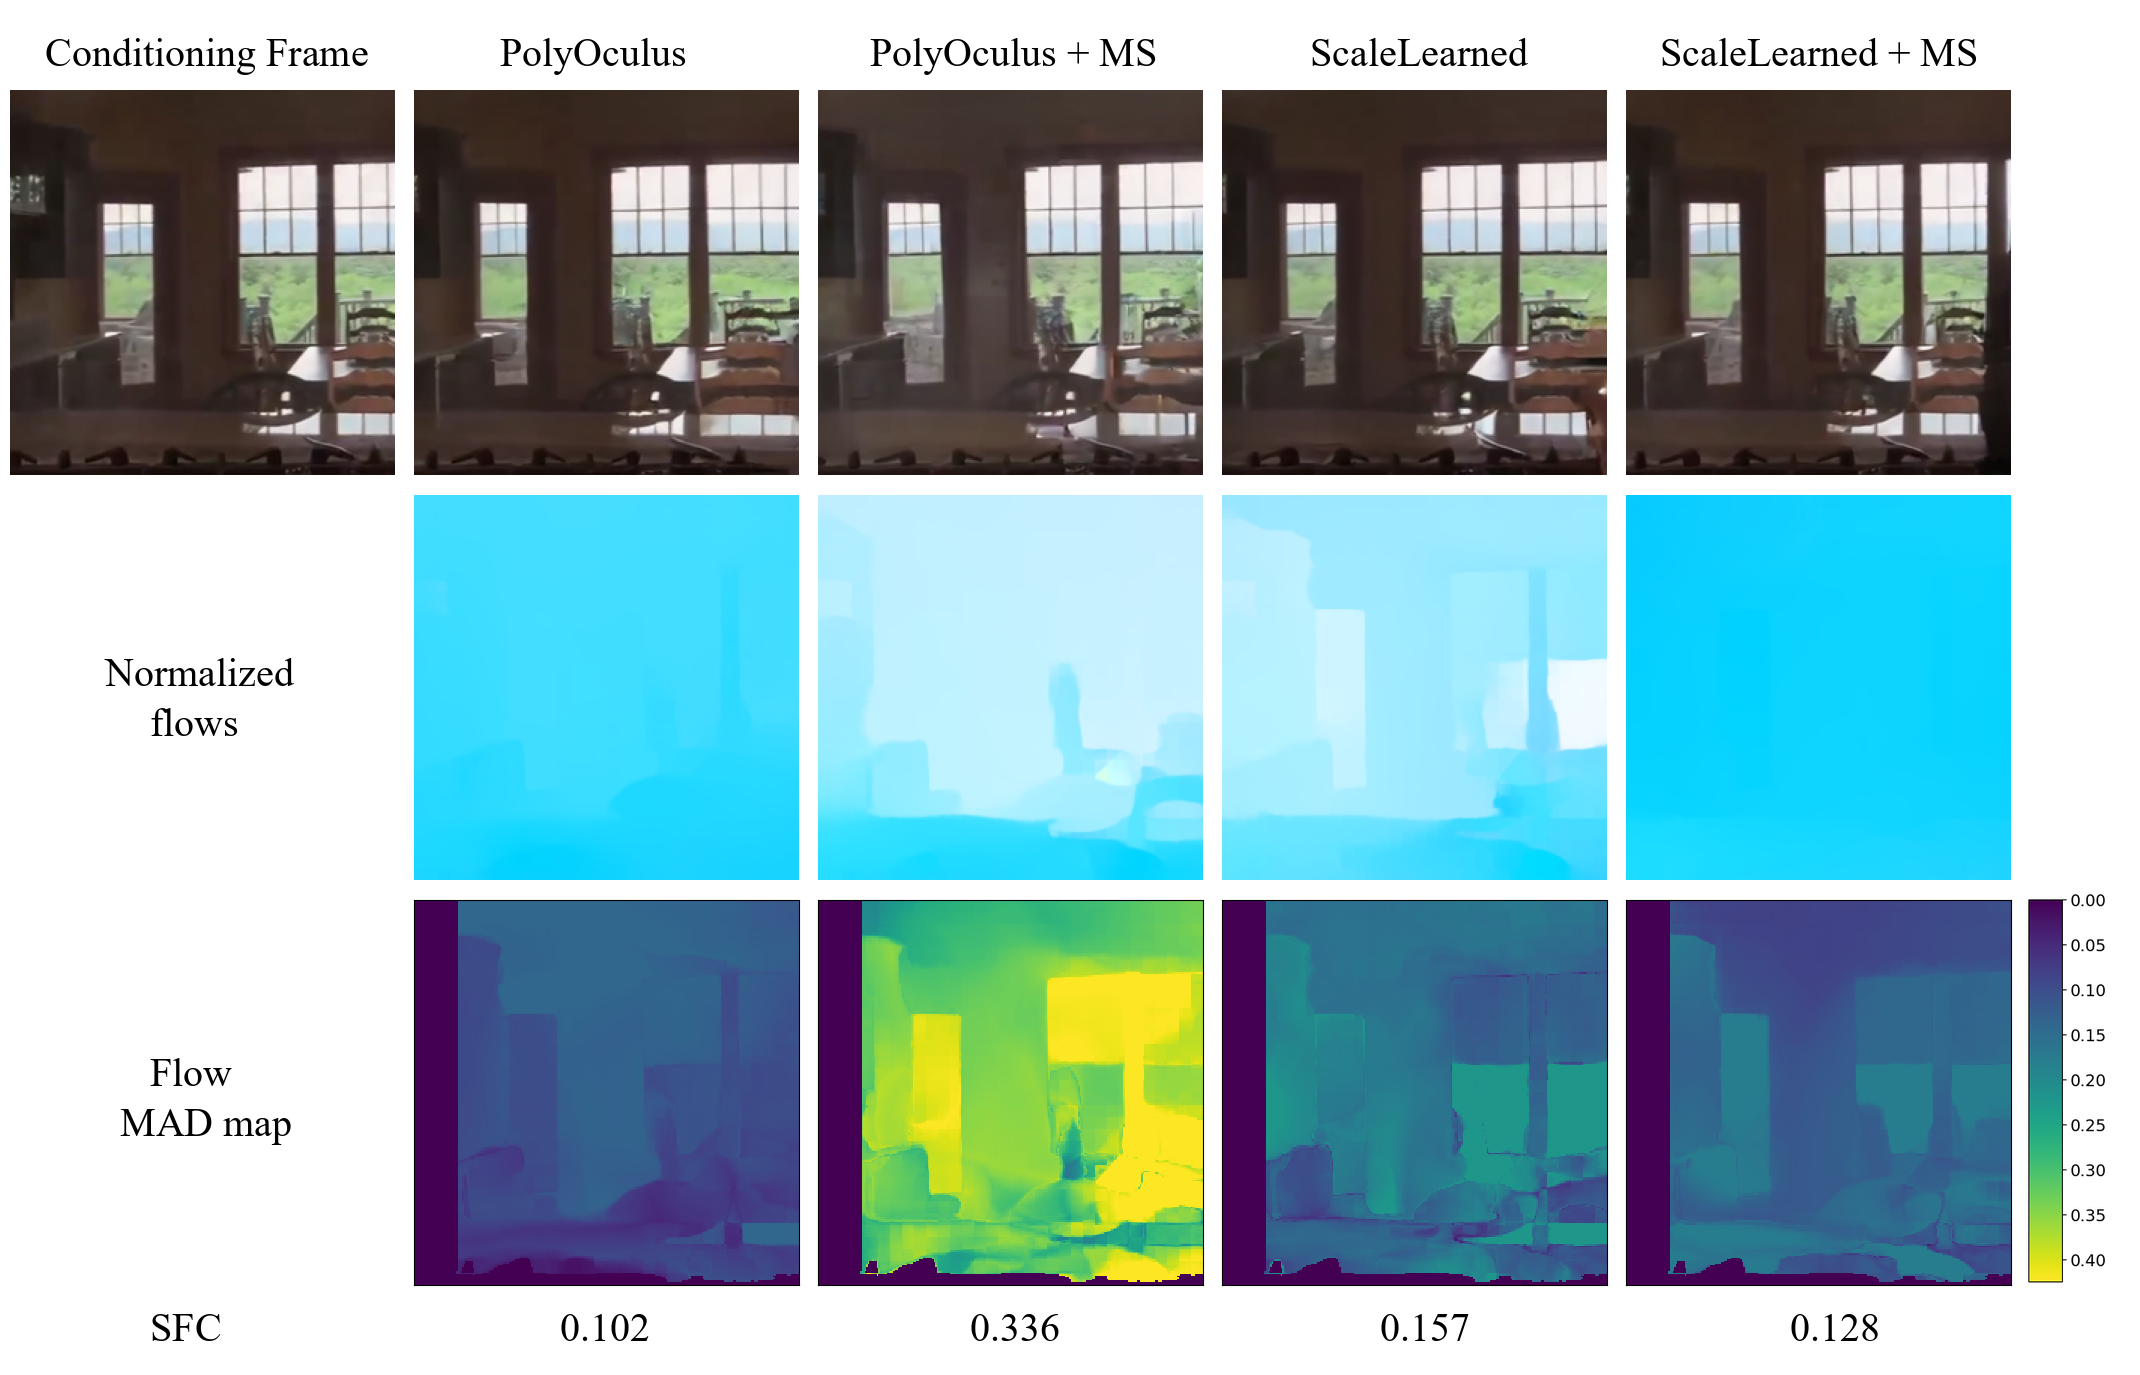 Conditioning Frame
PolyOculus
PolyOculus + MS
ScaleLearned
ScaleLearned + MS
Normalized
flows
Flow
MAD map
0.00
0.05
0.10
0.15
0.20
0.25
0.30
0.35
0.40
SFC
0.102
0.336
0.157
0.128